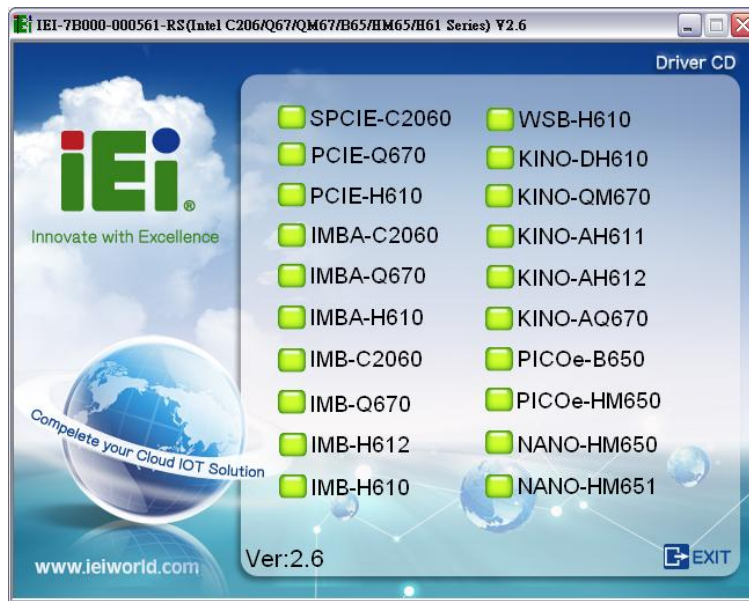 IEI-7B000-000561-RS(Intel C206/Q67/QM67/B65/HM65/H61 Series) V2.6
Driver CD
iEi®
Innovate with Excellence
Compelete your Cloud IOT Solution
www.ieiworld.com
SPCIE-C2060
PCIE-Q670
PCIE-H610
IMBA-C2060
IMBA-Q670
IMBA-H610
IMB-C2060
IMB-Q670
IMB-H612
IMB-H610
WSB-H610
KINO-DH610
KINO-QM670
KINO-AH611
KINO-AH612
KINO-AQ670
PICOe-B650
PICOe-HM650
NANO-HM650
NANO-HM651
Ver:2.6
EXIT